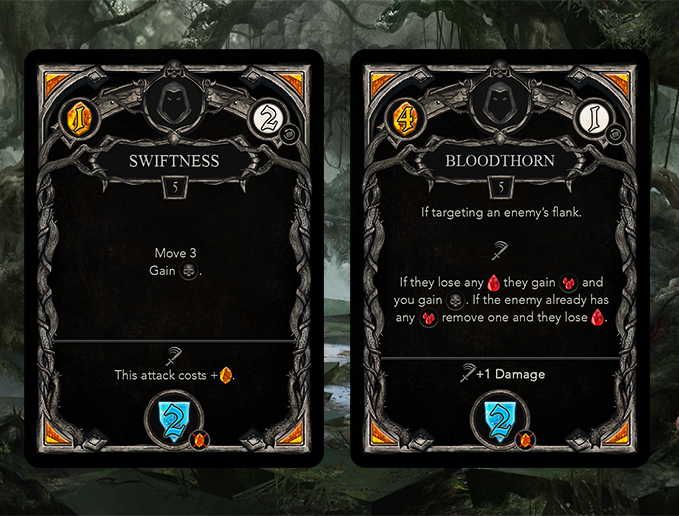 1
2
SWIFTNESS
5
Move 3
Gain .
This attack costs + .
2
4
1
BLOODTHORN
5
If targeting an enemy's flank.
If they lose any they gain and
you gain . If the enemy already has
any remove one and they lose .
+1 Damage
2